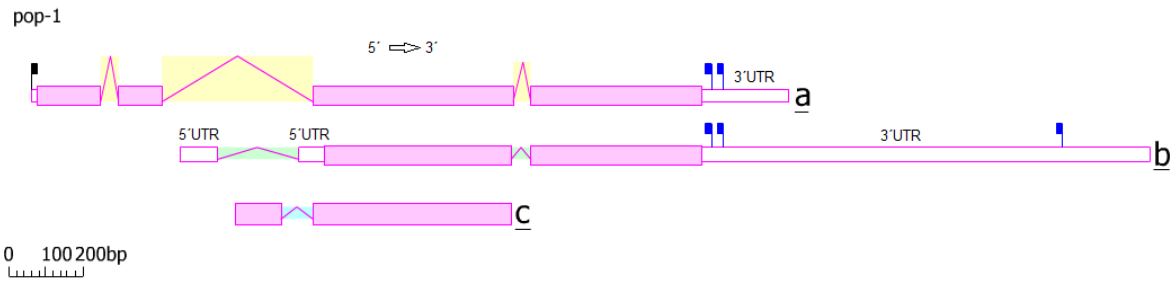 pop-1
5´ 3´
3´UTR
a
5´UTR 5´UTR 3´UTR
b
c
0 100 200bp